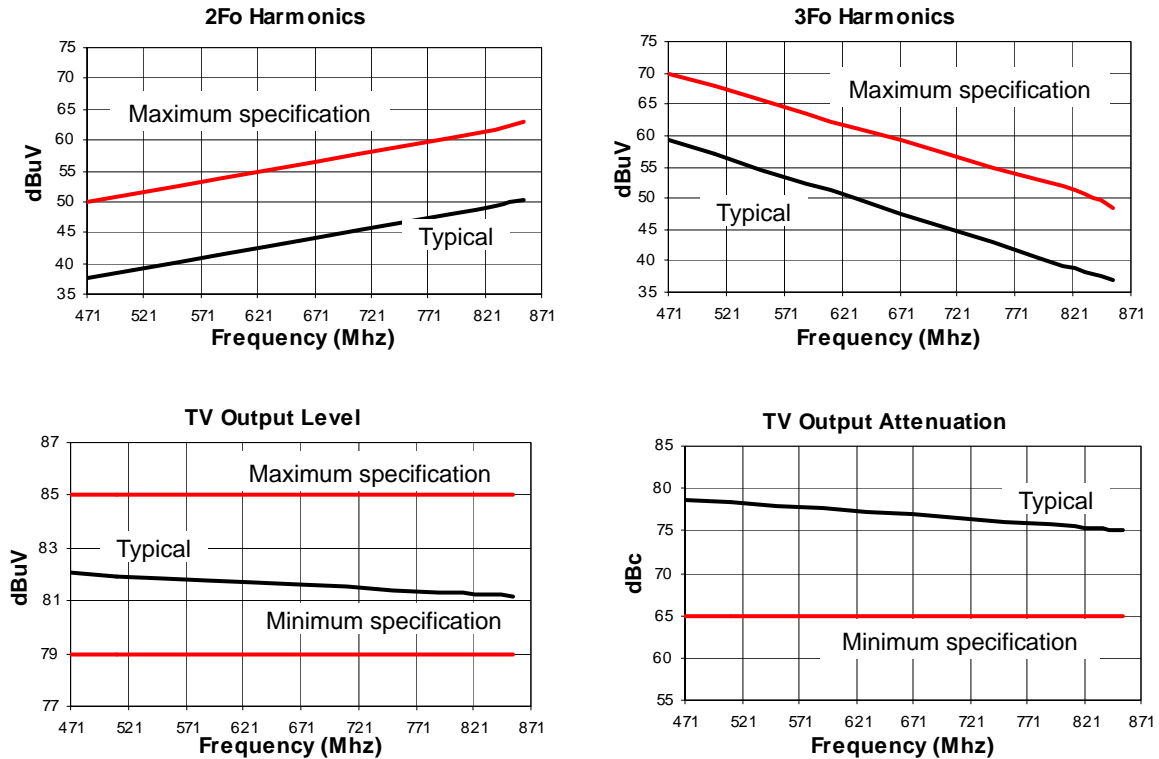 2Fo Harmonics
75
70
65
60
55
50
45
40
35
dBuV
Maximum specification
Typical
471 521 571 621 671 721 771 821 871
Frequency (Mhz)
3Fo Harmonics
75
70
65
60
55
50
45
40
35
dBuV
Maximum specification
Typical
471 521 571 621 671 721 771 821 871
Frequency (Mhz)
TV Output Level
87
85
83
81
79
77
dBuV
Maximum specification
Typical
Minimum specification
471 521 571 621 671 721 771 821 871
Frequency (Mhz)
TV Output Attenuation
85
80
75
70
65
60
55
dBc
Typical
Minimum specification
471 521 571 621 671 721 771 821 871
Frequency (Mhz)